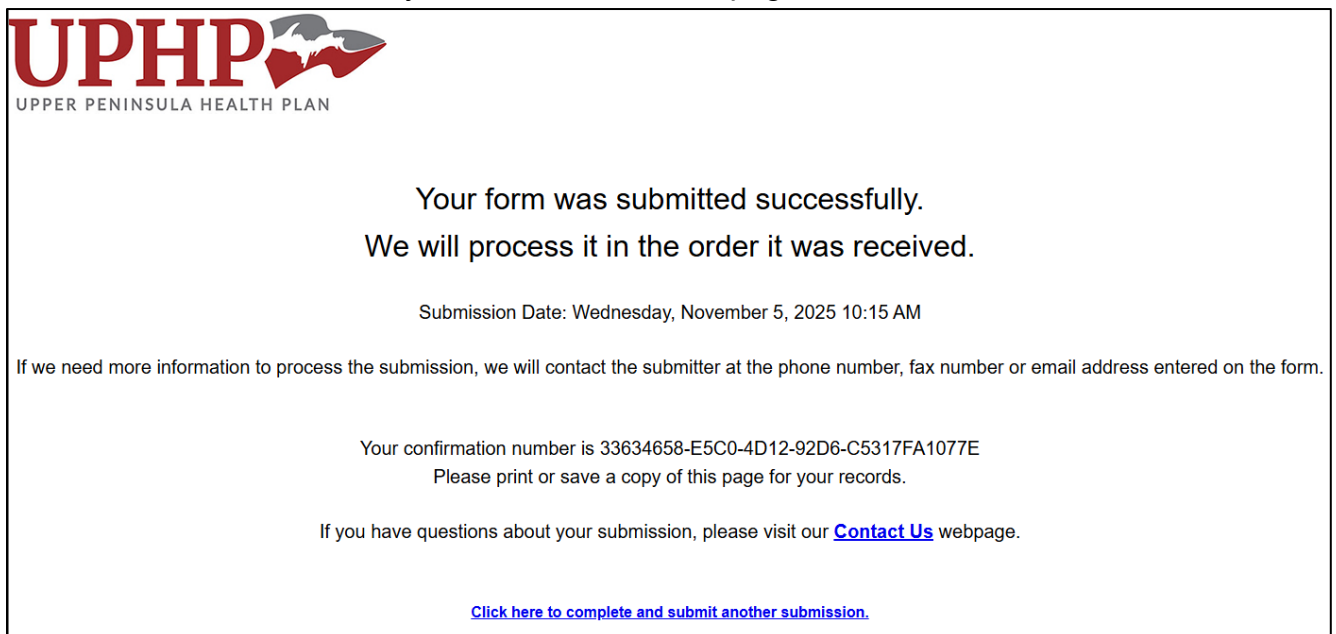 UPHP
UPPER PENINSULA HEALTH PLAN
Your form was submitted successfully.
We will process it in the order it was received.
Submission Date: Wednesday, November 5, 2025 10:15 AM
If we need more information to process the submission, we will contact the submitter at the phone number, fax number or email address entered on the form.
Your confirmation number is 33634658-E5C0-4D12-92D6-C5317FA1077E
Please print or save a copy of this page for your records.
If you have questions about your submission, please visit our Contact Us webpage.
Click here to complete and submit another submission.